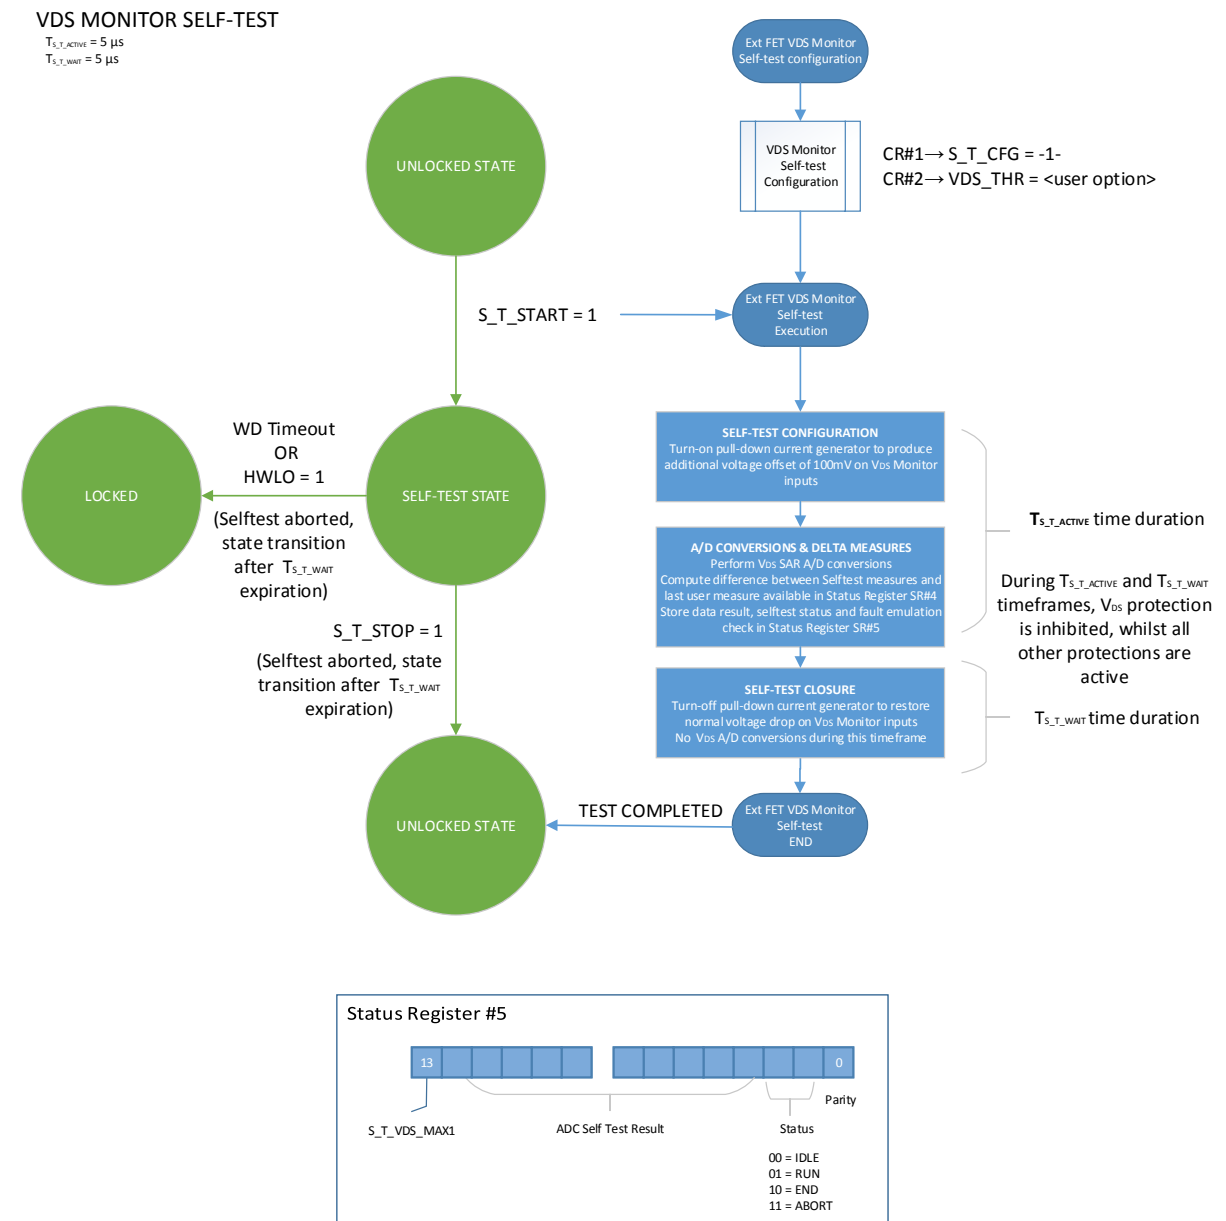 VDS MONITOR SELF-TEST
TS_T_ACTIVE = 5 µs
TS_T_WAIT = 5 µs
Ext FET VDS Monitor
Self-test configuration
UNLOCKED STATE
VDS Monitor
Self-test
Configuration
CR#1→ S_T_CFG = -1-
CR#2→ VDS_THR = <user option>
S_T_START = 1
Ext FET VDS Monitor
Self-test
Execution
WD Timeout
OR
HWLO = 1
LOCKED
SELF-TEST STATE
(Selftest aborted,
state transition
after TS_T_WAIT
expiration)
SELF-TEST CONFIGURATION
Turn-on pull-down current generator to produce
additional voltage offset of 100mV on VDS Monitor
inputs
A/D CONVERSIONS & DELTA MEASURES
Perform VDS SAR A/D conversions
Compute difference between Selftest measures and
last user measure available in Status Register SR#4
Store data result, selftest status and fault emulation
check in Status Register SR#5
TS_T_ACTIVE time duration
During TS_T_ACTIVE and TS_T_WAIT
timeframes, VDS protection
is inhibited, whilst all
other protections are
active
S_T_STOP = 1
(Selftest aborted, state
transition after TS_T_WAIT
expiration)
SELF-TEST CLOSURE
Turn-off pull-down current generator to restore
normal voltage drop on VDS Monitor inputs
No VDS A/D conversions during this timeframe
TS_T_WAIT time duration
UNLOCKED STATE
TEST COMPLETED
Ext FET VDS Monitor
Self-test
END
Status Register #5
13
0
Parity
S_T_VDS_MAX1
ADC Self Test Result
Status
00 = IDLE
01 = RUN
10 = END
11 = ABORT